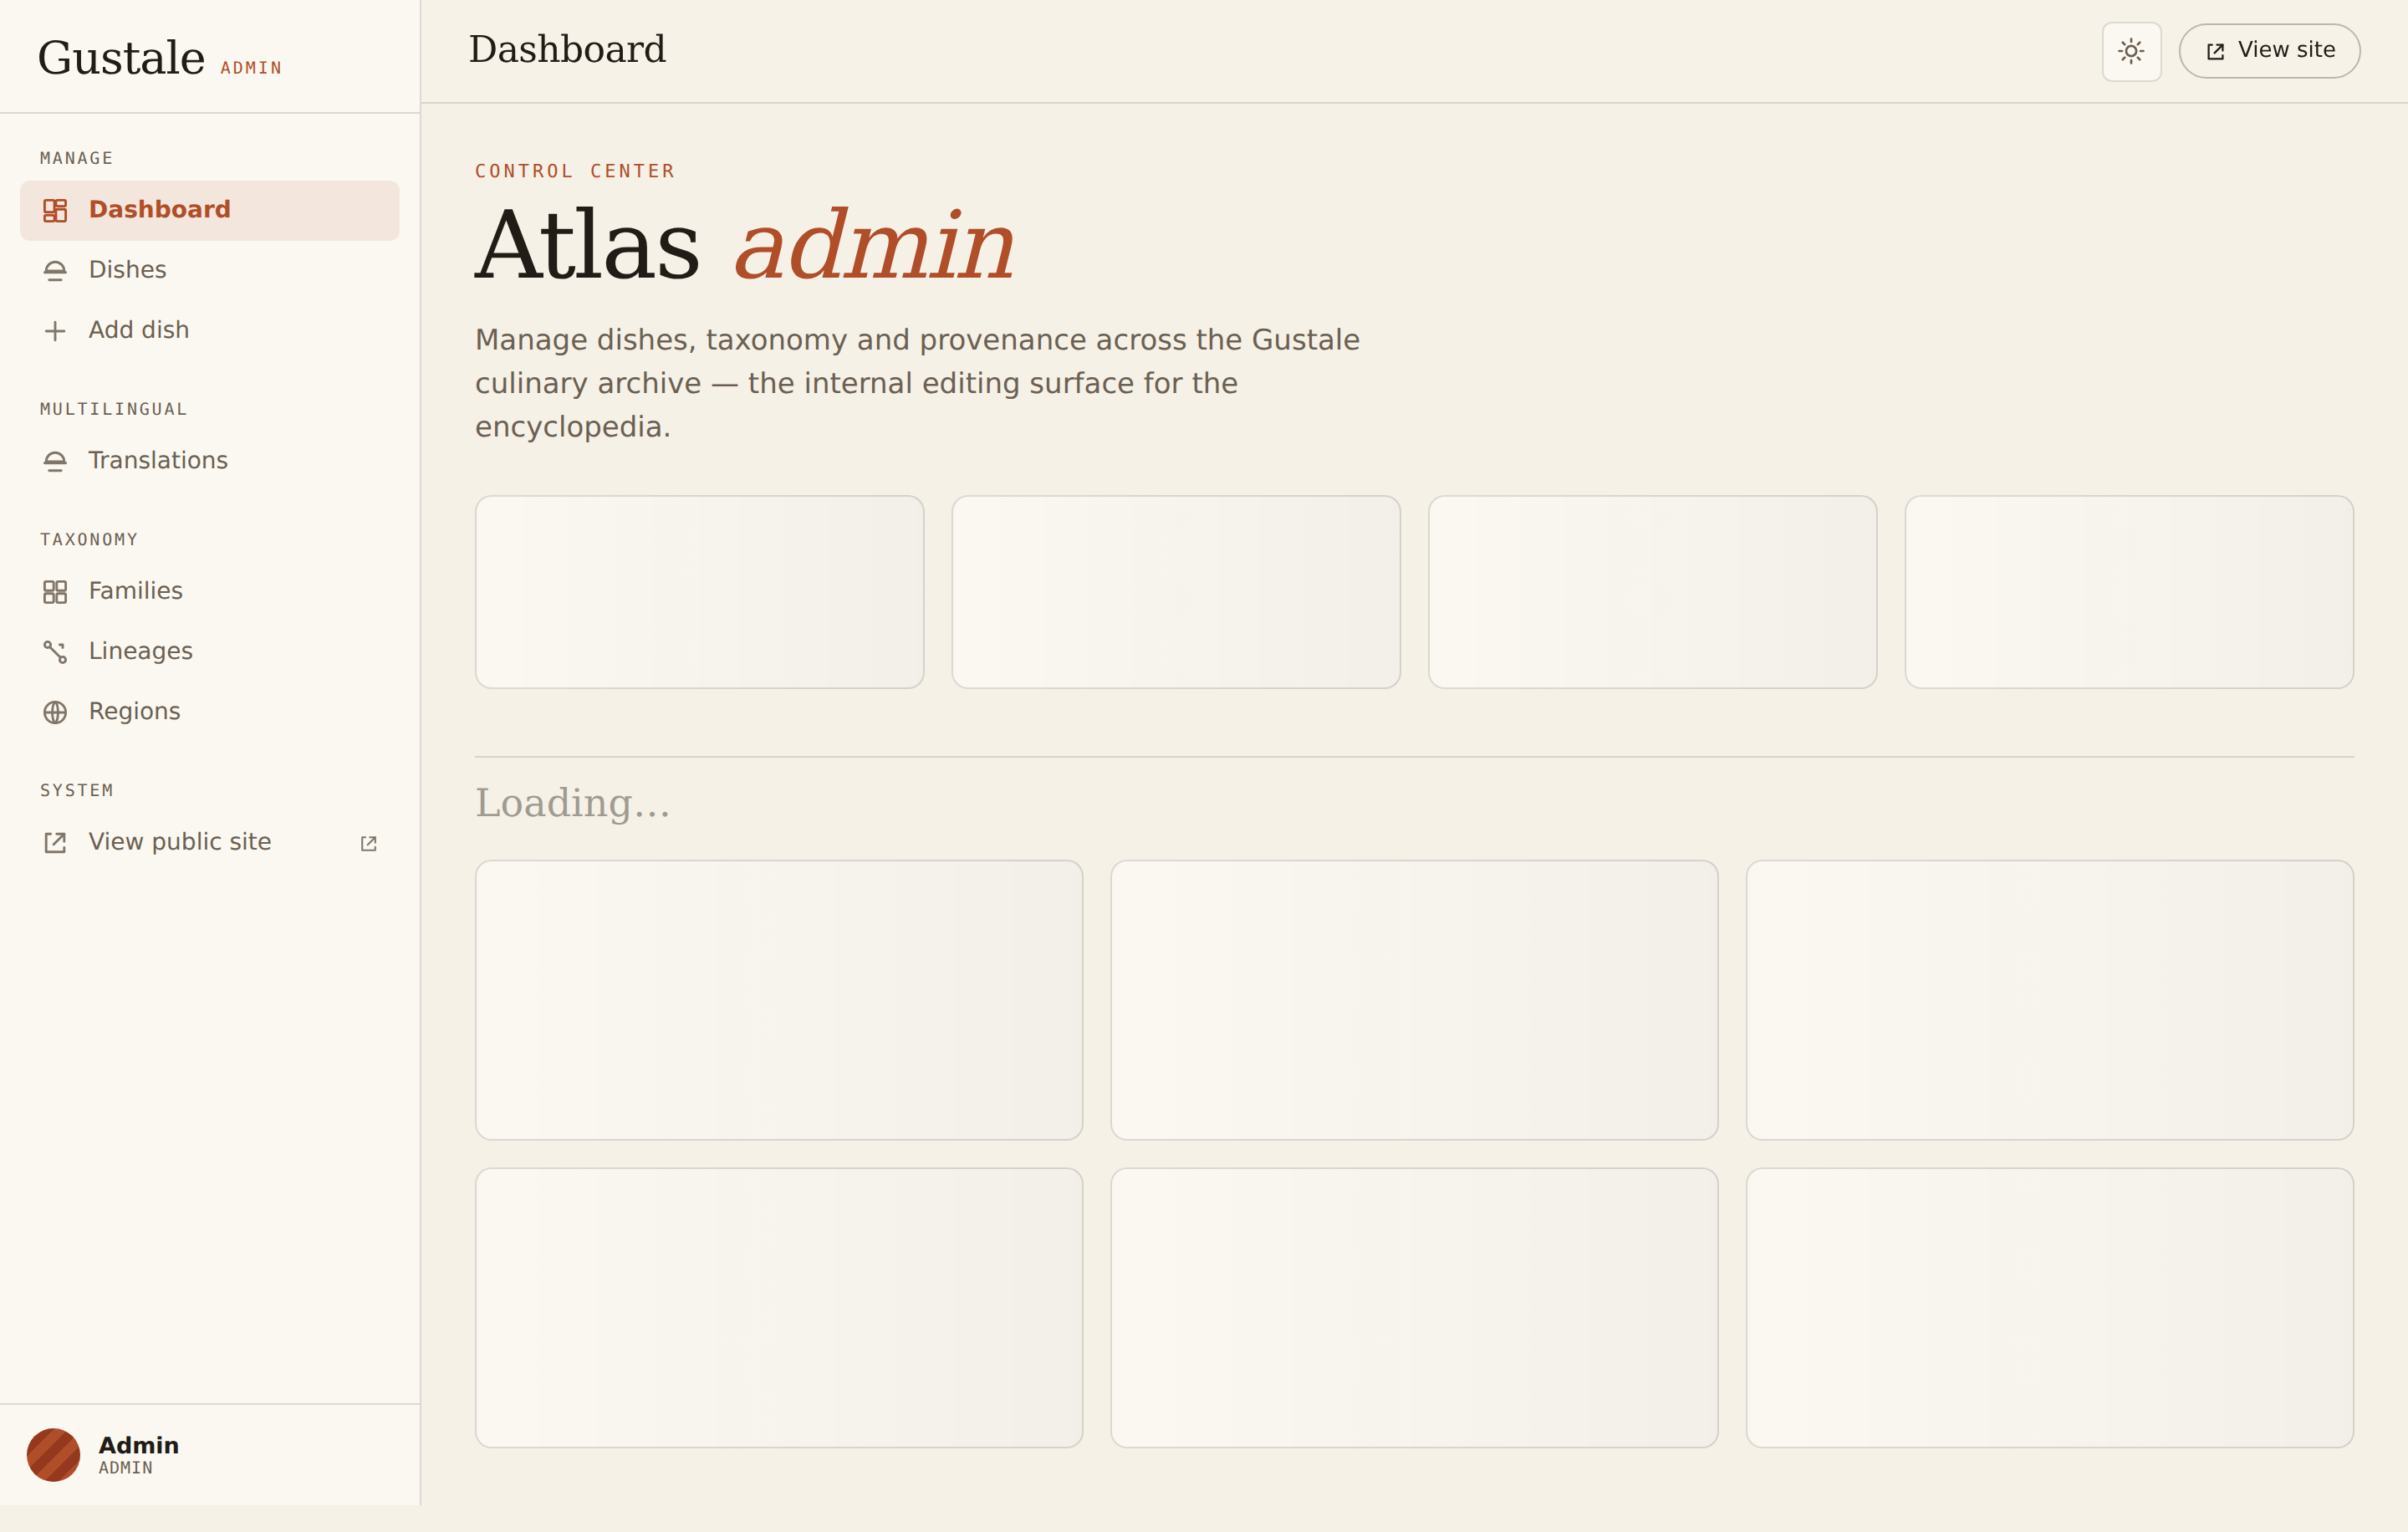 Gustale ADMIN
MANAGE
Dashboard
Dishes
Add dish
MULTILINGUAL
Translations
TAXONOMY
Families
Lineages
Regions
SYSTEM
View public site
Admin
ADMIN
Dashboard
View site
CONTROL CENTER
Atlas admin
Manage dishes, taxonomy and provenance across the Gustale
culinary archive — the internal editing surface for the
encyclopedia.
Loading…